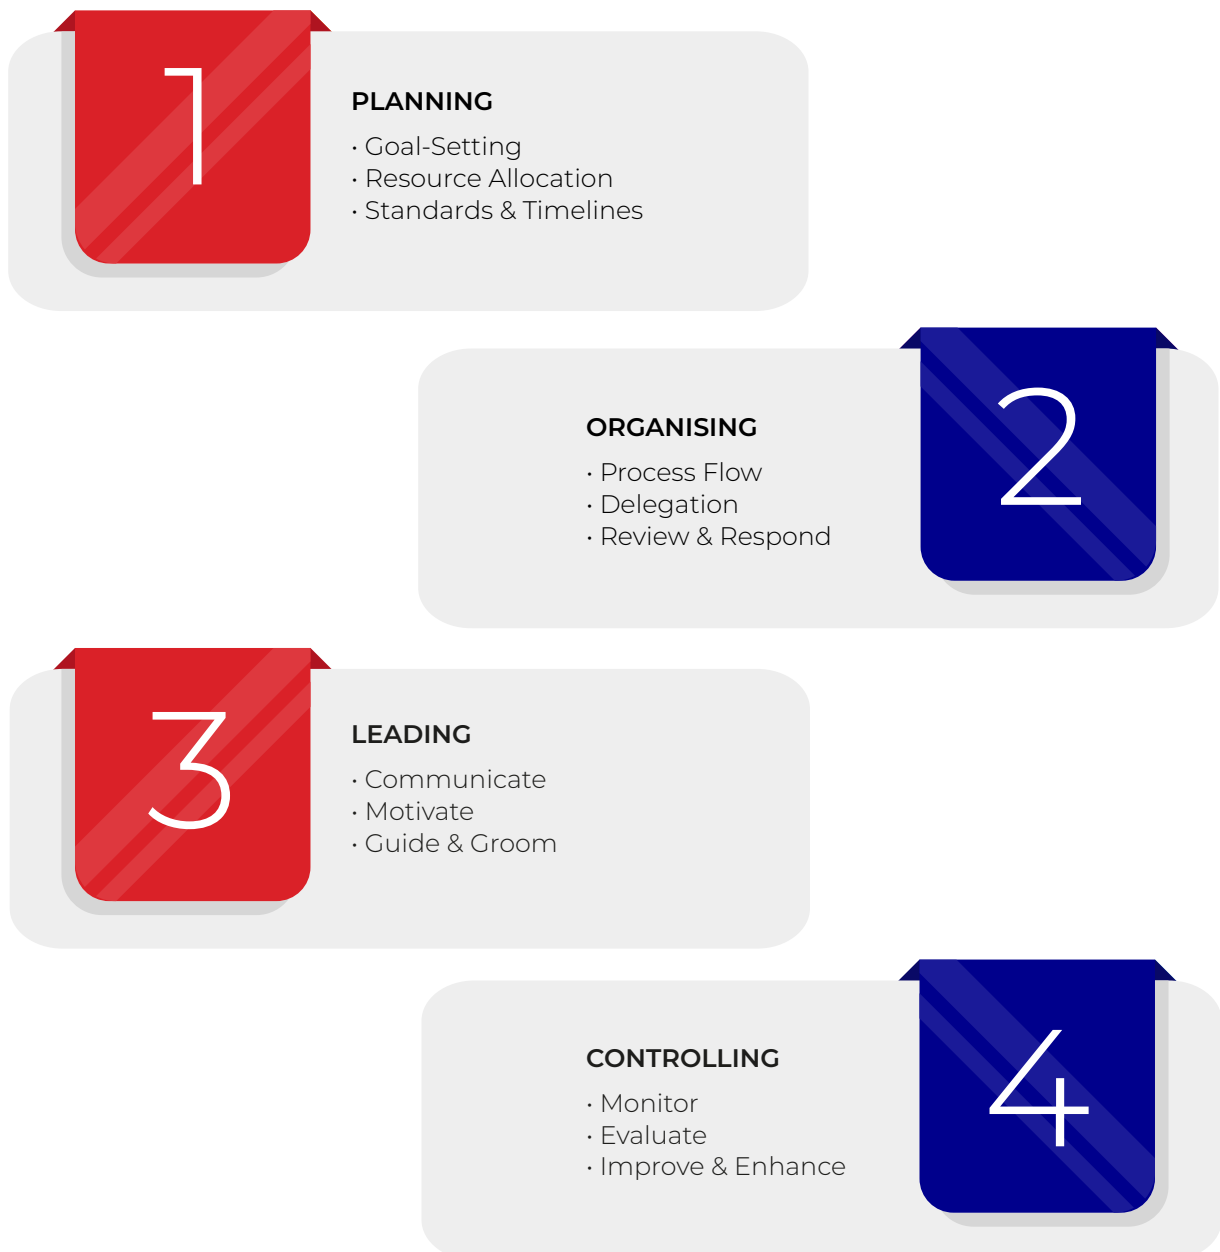 1
PLANNING
• Goal-Setting
• Resource Allocation
• Standards & Timelines
2
ORGANISING
• Process Flow
• Delegation
• Review & Respond
3
LEADING
• Communicate
• Motivate
• Guide & Groom
4
CONTROLLING
• Monitor
• Evaluate
• Improve & Enhance